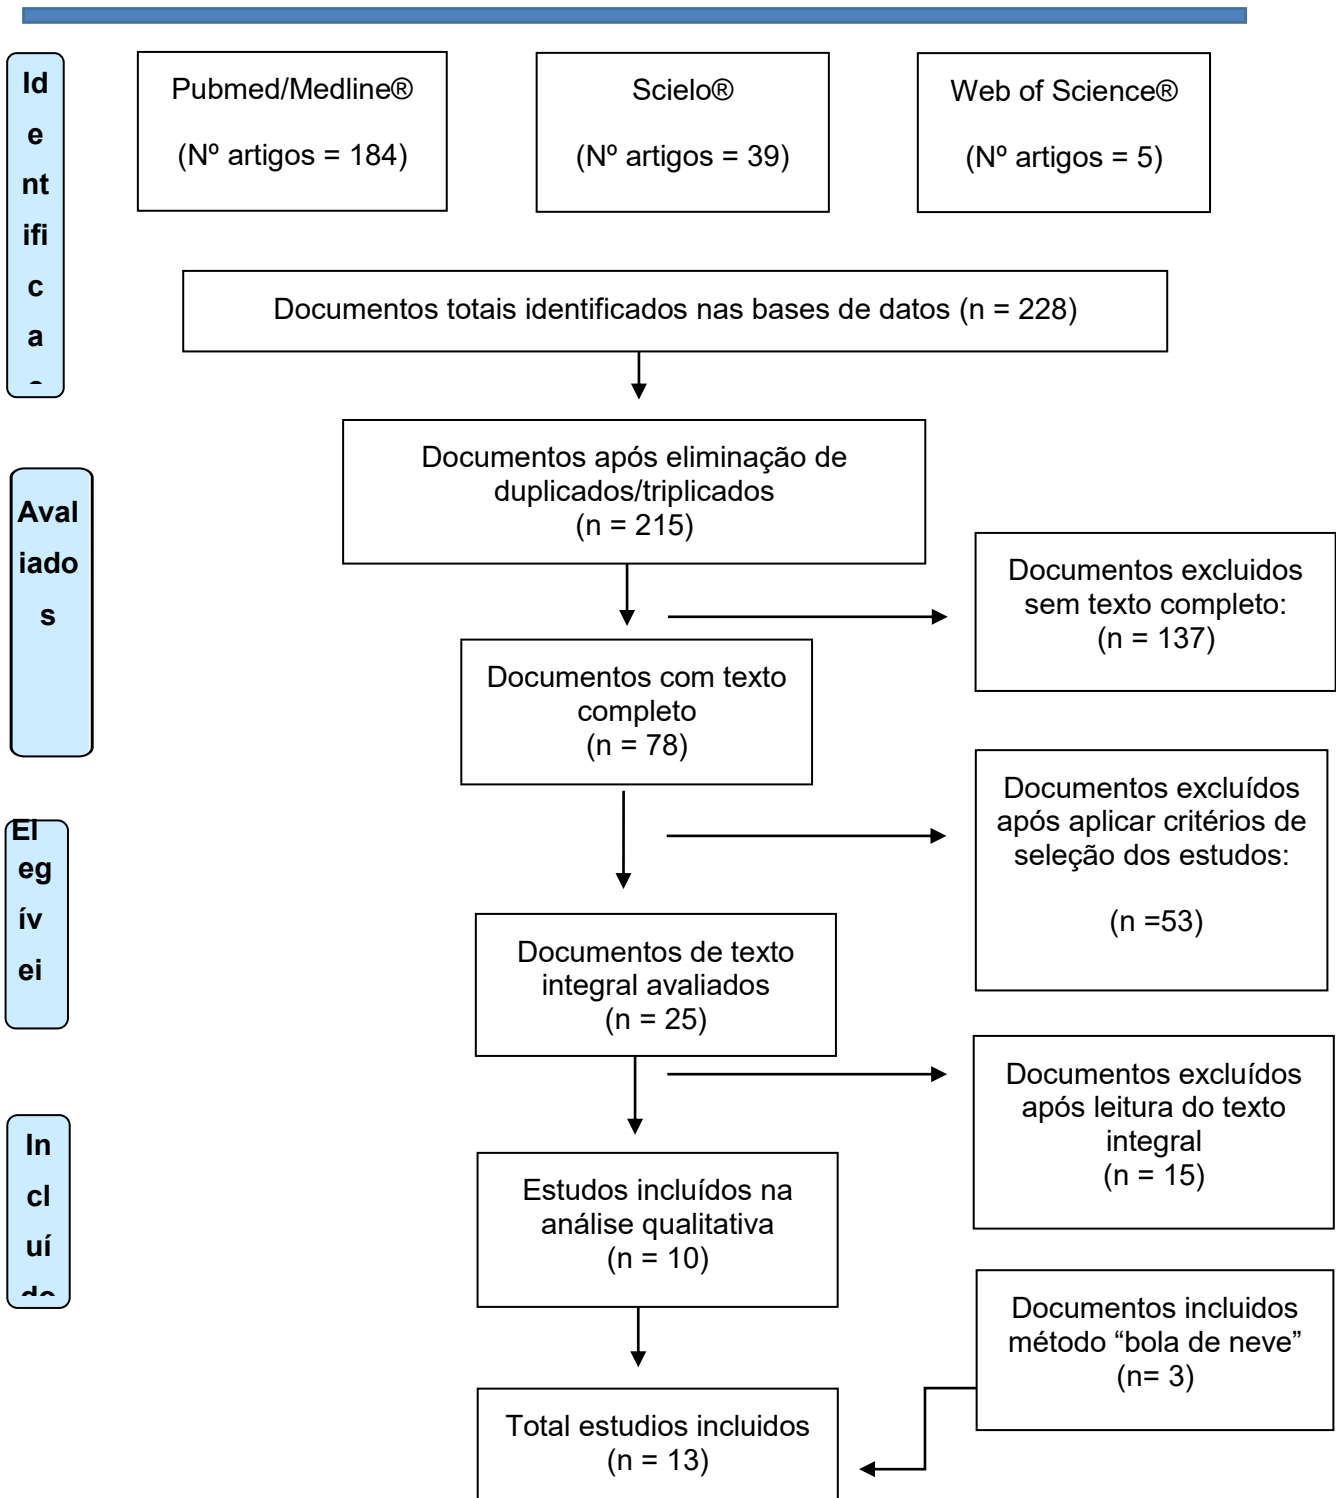 Id
e
nt
ifi
c
a
Pubmed/Medline®
(Nº artigos = 184)
Scielo®
(Nº artigos = 39)
Web of Science®
(Nº artigos = 5)
Documentos totais identificados nas bases de datos (n = 228)
Aval
iado
s
Documentos após eliminação de
duplicados/triplicados
(n = 215)
Documentos excluidos
sem texto completo:
(n = 137)
Documentos com texto
completo
(n = 78)
Documentos excluídos
após aplicar critérios de
seleção dos estudos:
(n =53)
El
eg
ív
ei
Documentos de texto
integral avaliados
(n = 25)
Documentos excluídos
após leitura do texto
integral
(n = 15)
In
cl
uí
do
Estudos incluídos na
análise qualitativa
(n = 10)
Documentos incluidos
método “bola de neve”
(n= 3)
Total estudios incluidos
(n = 13)